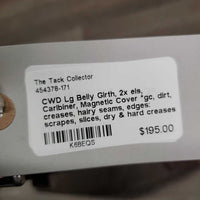 The Tack Collector
454378-171
CWD Lg Belly Girth, 2x els,
Caribiner, Magnetic Cover *gc, dirt,
creases, hairy seams, edges:
scrapes, slices, dry & hard creases
$195.00
K6BEQS